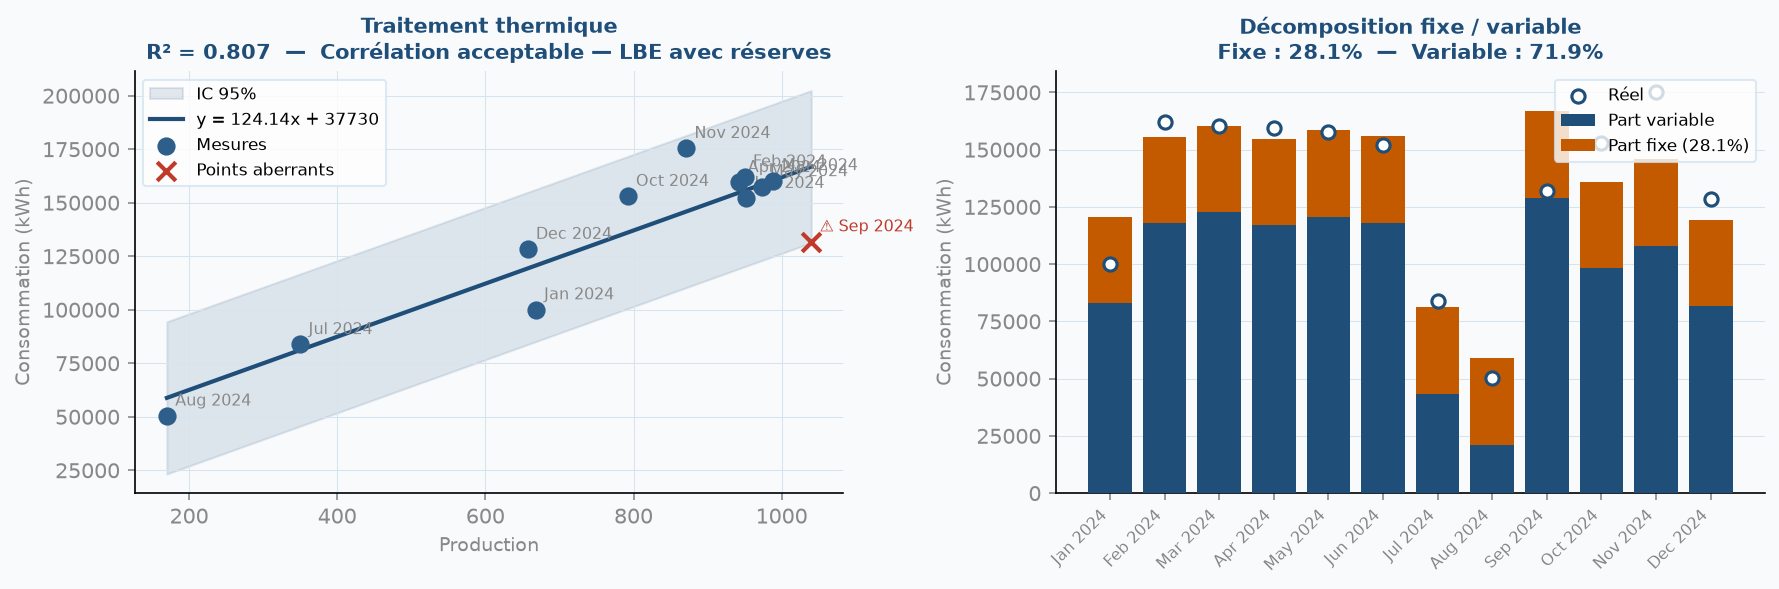 Traitement thermique
R² = 0.807 — Corrélation acceptable — LBE avec réserves
IC 95%
y = 124.14x + 37730
Mesures
Points aberrants
Consommation (kWh)
200000
175000
150000
125000
100000
75000
50000
25000
Nov 2024
Feb 2024
Oct 2024
2024
⚠ Sep 2024
Dec 2024
Jan 2024
Jul 2024
Aug 2024
200
400
600
800
1000
Production
Décomposition fixe / variable
Fixe : 28.1% — Variable : 71.9%
Réel
Part variable
Part fixe (28.1%)
Consommation (kWh)
175000
150000
125000
100000
75000
50000
25000
0
Jan 2024
Feb 2024
Mar 2024
Apr 2024
May 2024
Jun 2024
Jul 2024
Aug 2024
Sep 2024
Oct 2024
Nov 2024
Dec 2024